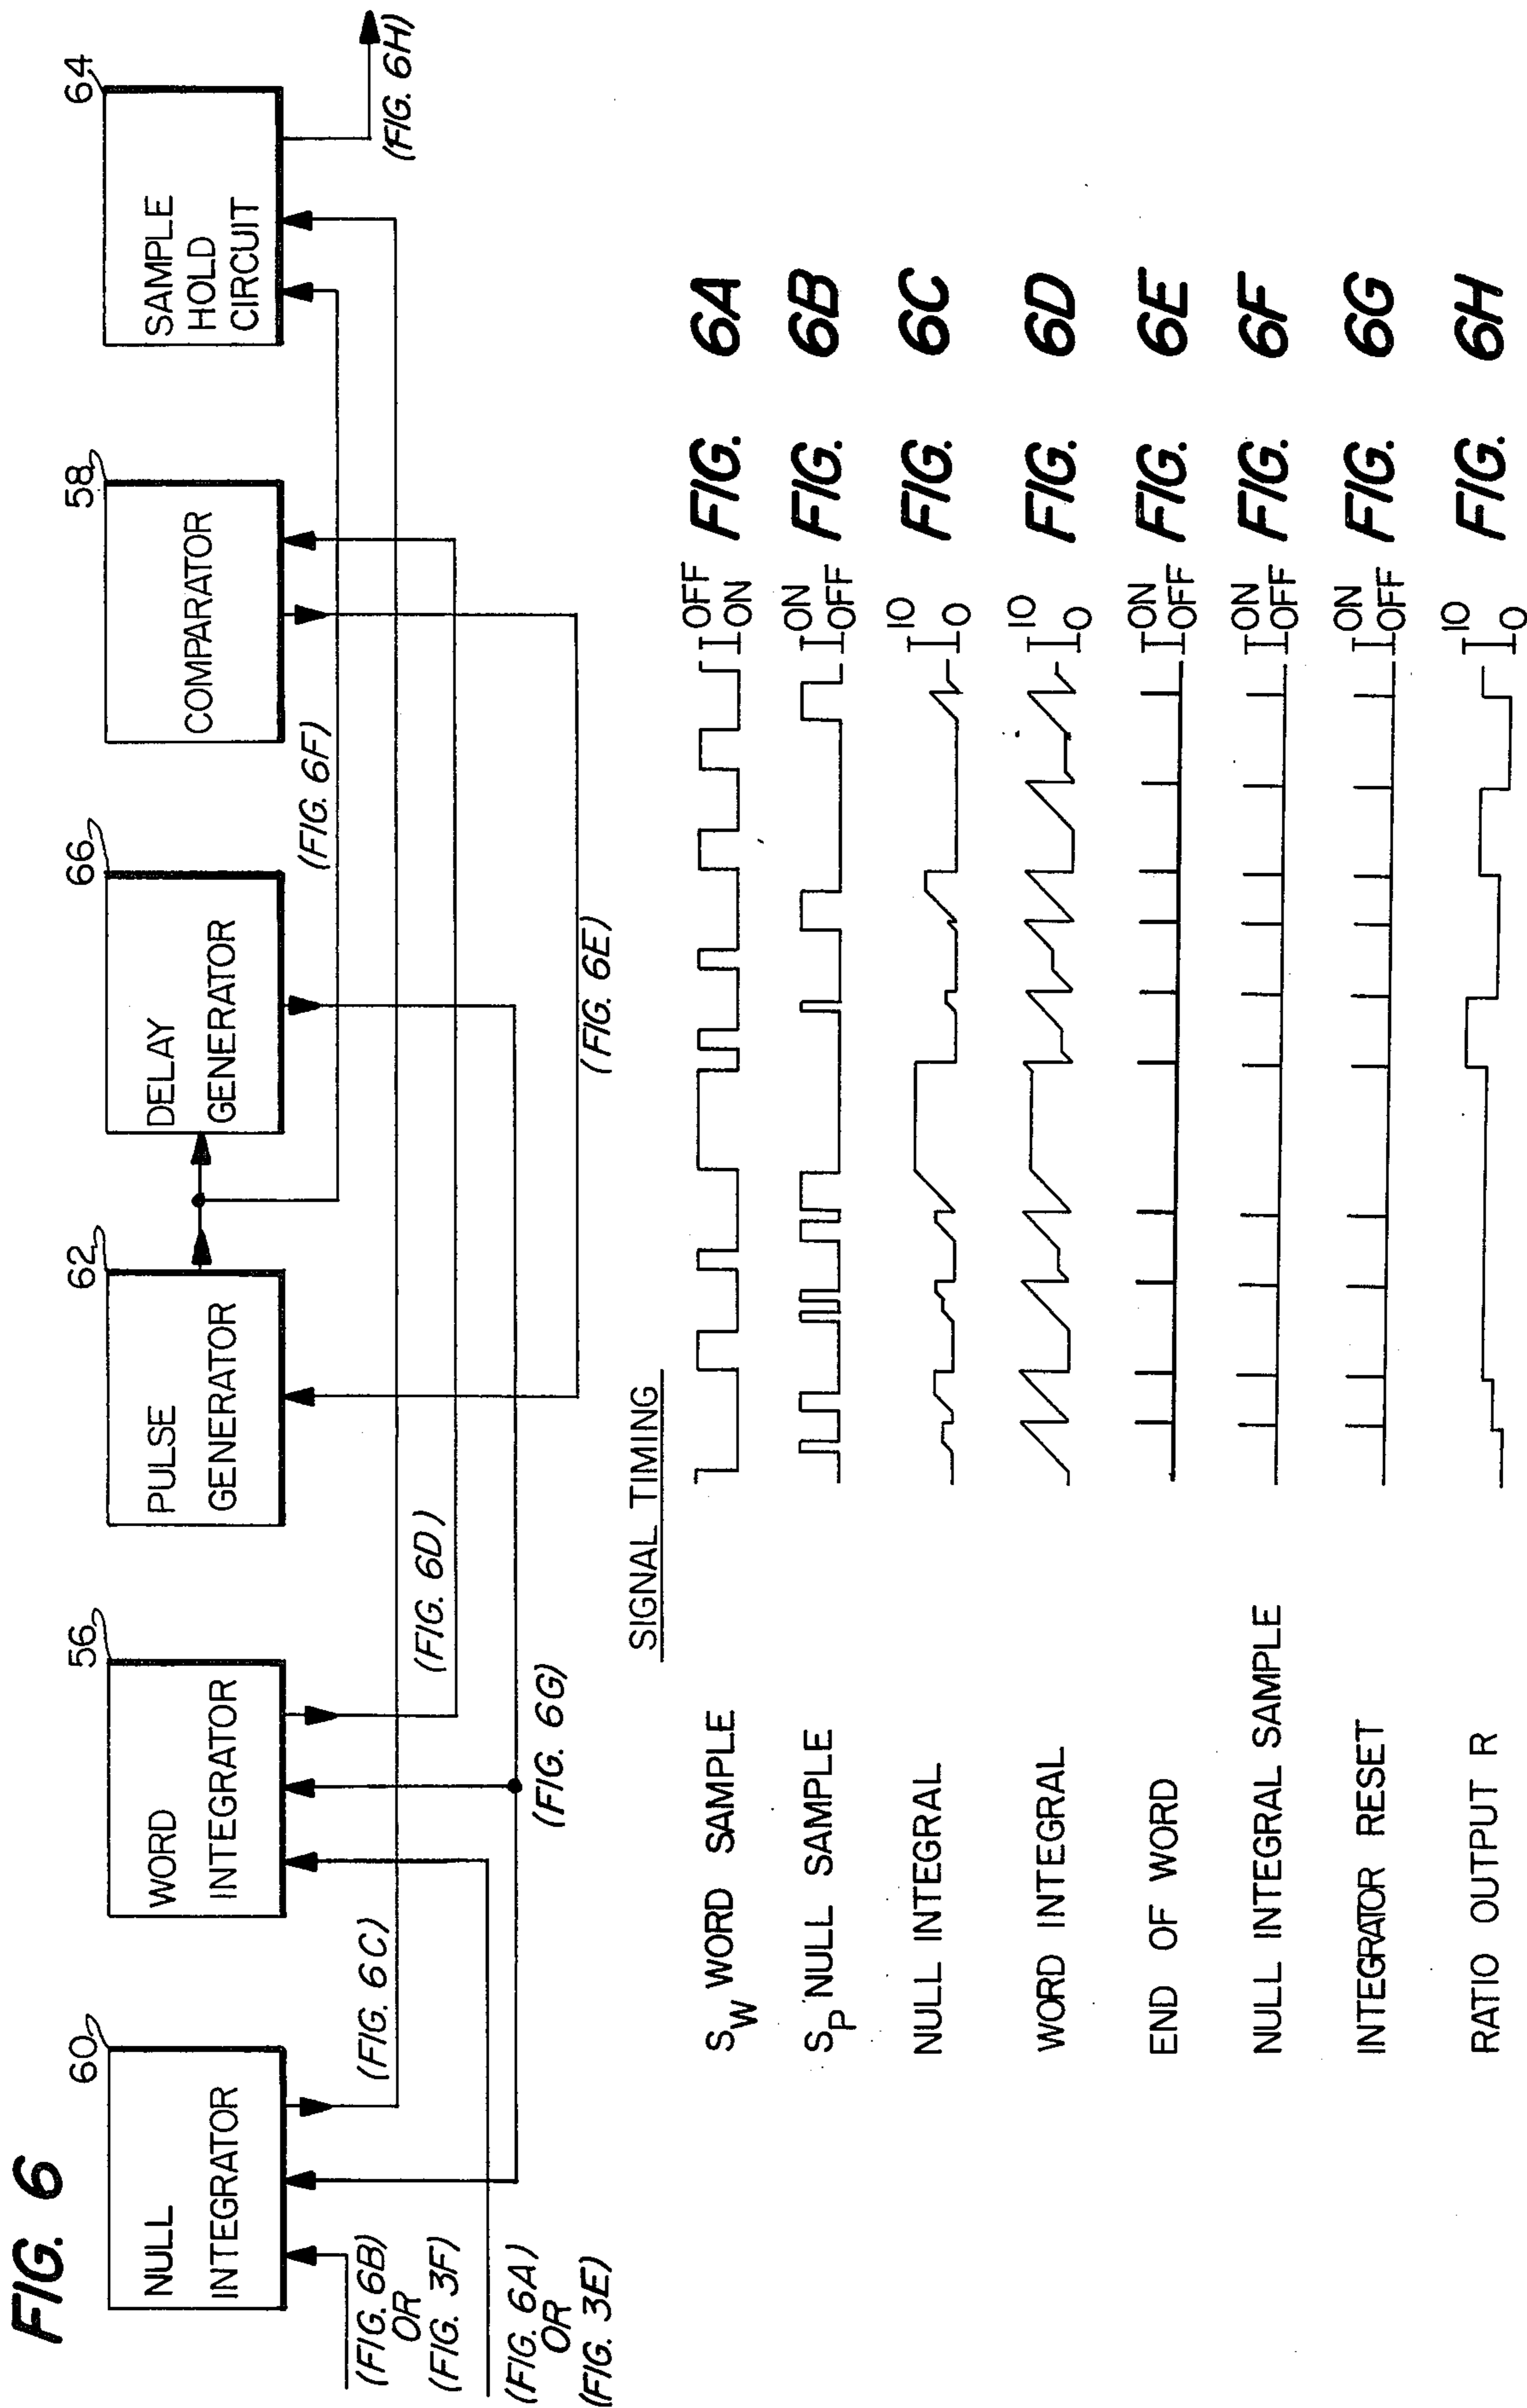 FIG. 6
60
NULL
INTEGRATOR
56
WORD
INTEGRATOR
62
PULSE
GENERATOR
66
DELAY
GENERATOR
58
COMPARATOR
64
SAMPLE
HOLD
CIRCUIT
(FIG. 6H)
(FIG. 6F)
(FIG. 6C)
(FIG. 6D)
(FIG. 6G)
(FIG. 6E)
(FIG. 6B)
OR
(FIG. 3F)
(FIG. 6A)
OR
(FIG. 3E)
SIGNAL TIMING
SW WORD SAMPLE OFF ON FIG. 6A
SP NULL SAMPLE ON OFF FIG. 6B
NULL INTEGRAL 10 0 FIG. 6C
WORD INTEGRAL 10 0 FIG. 6D
END OF WORD ON OFF FIG. 6E
NULL INTEGRAL SAMPLE ON OFF FIG. 6F
INTEGRATOR RESET ON OFF FIG. 6G
RATIO OUTPUT R 10 0 FIG. 6H